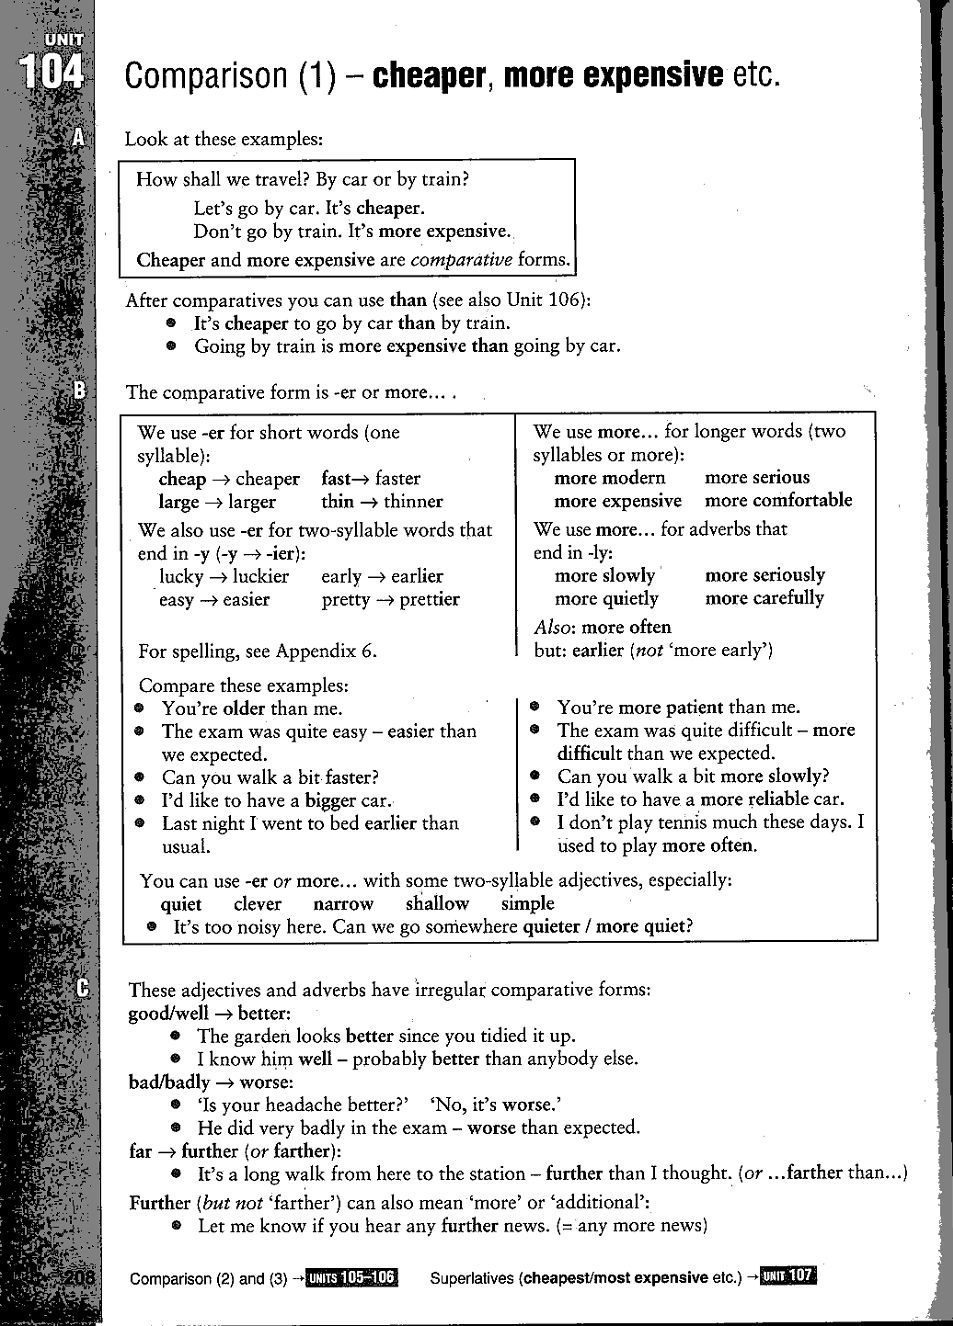 UNIT
104
Comparison (1) – cheaper, more expensive etc.
A
Look at these examples:
How shall we travel? By car or by train?
Let's go by car. It's cheaper.
Don't go by train. It's more expensive.
Cheaper and more expensive are comparative forms.
After comparatives you can use than (see also Unit 106):
● It's cheaper to go by car than by train.
● Going by train is more expensive than going by car.
B
The comparative form is -er or more... .
We use -er for short words (one
syllable):
cheap → cheaper fast→ faster
large → larger thin → thinner
We also use -er for two-syllable words that
end in -y (-y → -ier):
lucky → luckier early → earlier
easy → easier pretty → prettier
For spelling, see Appendix 6.
We use more... for longer words (two
syllables or more):
more modern more serious
more expensive more comfortable
We use more... for adverbs that
end in -ly:
more slowly more seriously
more quietly more carefully
Also: more often
but: earlier (not 'more early')
Compare these examples:
● You're older than me.
● The exam was quite easy – easier than
we expected.
● Can you walk a bit faster?
● I'd like to have a bigger car.
● Last night I went to bed earlier than
usual.
● You're more patient than me.
● The exam was quite difficult – more
difficult than we expected.
● Can you walk a bit more slowly?
● I'd like to have a more reliable car.
● I don't play tennis much these days. I
used to play more often.
You can use -er or more... with some two-syllable adjectives, especially:
quiet clever narrow shallow simple
● It's too noisy here. Can we go somewhere quieter / more quiet?
C
These adjectives and adverbs have irregular comparative forms:
good/well → better:
● The garden looks better since you tidied it up.
● I know him well – probably better than anybody else.
bad/badly → worse:
● 'Is your headache better?' 'No, it's worse.'
● He did very badly in the exam – worse than expected.
far → further (or farther):
● It's a long walk from here to the station – further than I thought. (or ...farther than...)
Further (but not 'farther') can also mean 'more' or 'additional':
● Let me know if you hear any further news. (= any more news)
208
Comparison (2) and (3) → UNITS 105–106 Superlatives (cheapest/most expensive etc.) → UNIT 107